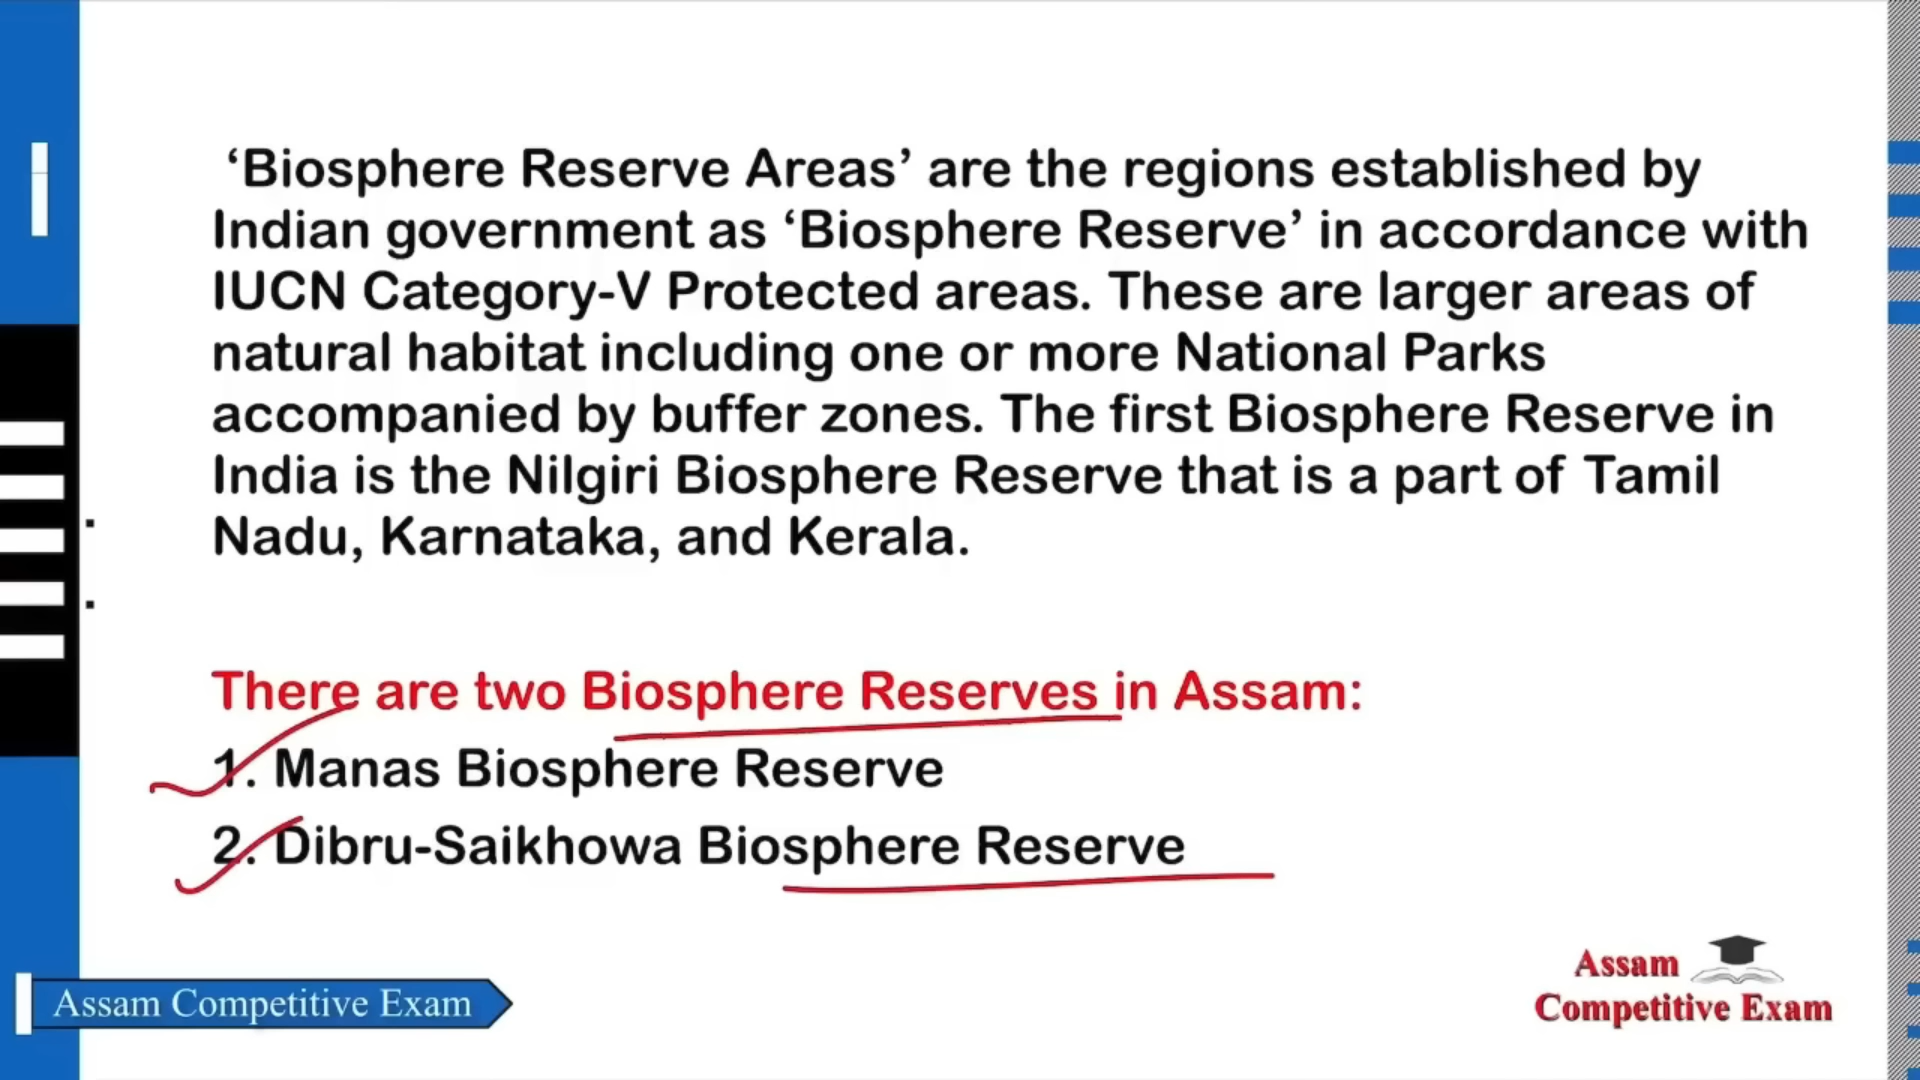 ‘Biosphere Reserve Areas’ are the regions established by
Indian government as ‘Biosphere Reserve’ in accordance with
IUCN Category-V Protected areas. These are larger areas of
natural habitat including one or more National Parks
accompanied by buffer zones. The first Biosphere Reserve in
India is the Nilgiri Biosphere Reserve that is a part of Tamil
Nadu, Karnataka, and Kerala.
There are two Biosphere Reserves in Assam:
1. Manas Biosphere Reserve
2. Dibru-Saikhowa Biosphere Reserve
Assam Competitive Exam
Assam
Competitive Exam